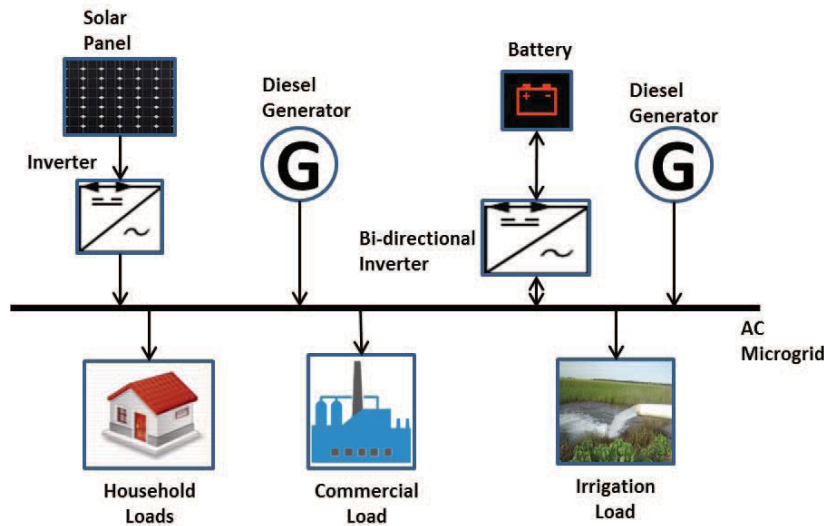 Solar
Panel
Battery
Diesel
Generator
Diesel
Generator
Inverter
G
G
Bi-directional
Inverter
AC
Microgrid
Household
Loads
Commercial
Load
Irrigation
Load